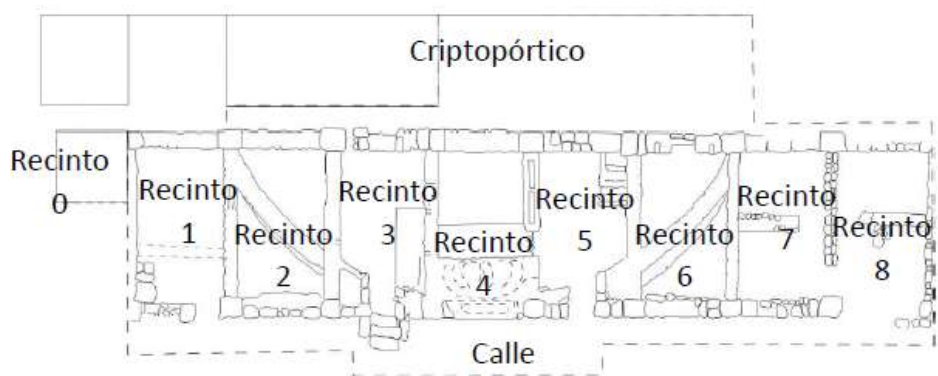 Criptopórtico
Recinto
0
Recinto
1
Recinto
2
Recinto
3
Recinto
4
Recinto
5
Recinto
6
Recinto
7
Recinto
8
Calle